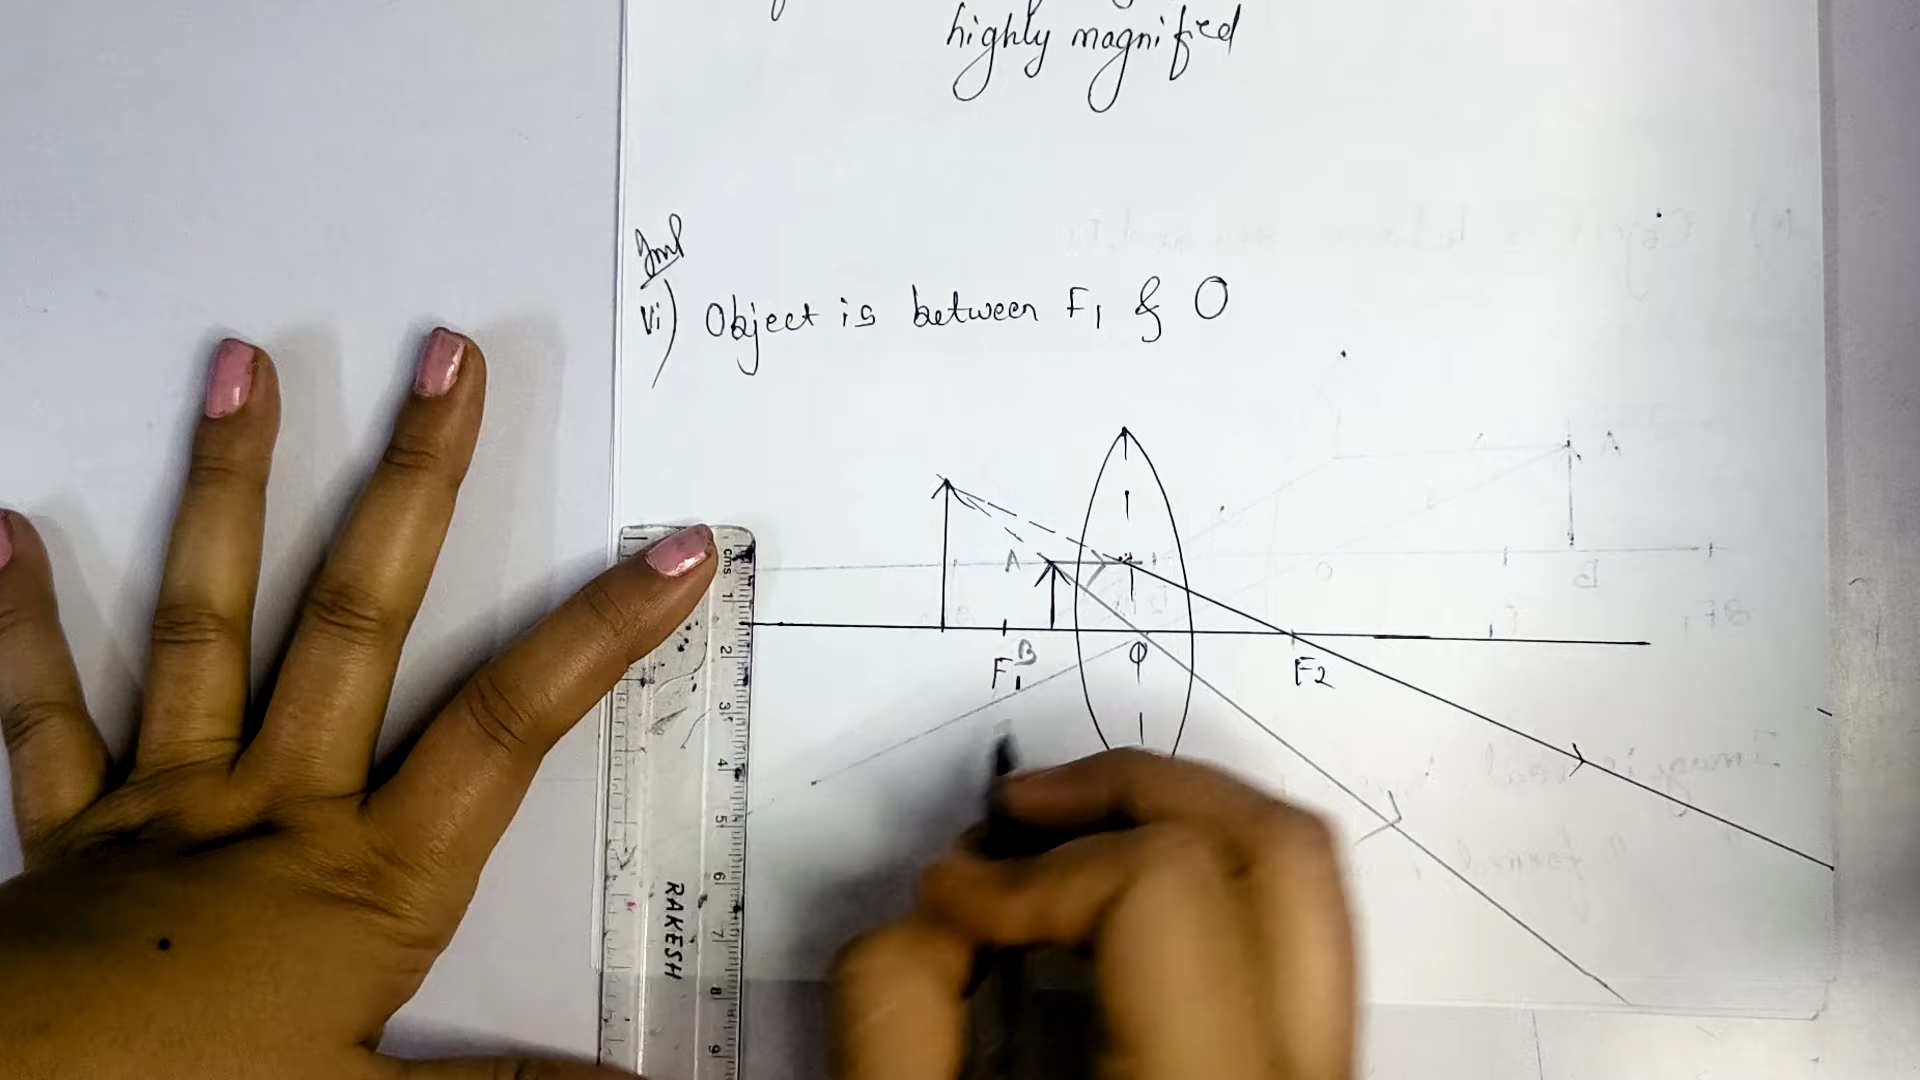 highly magnified
Imp
vi) Object is between F1 & O
A
B
F1
O
F2
cms.
1
2
3
4
5
6
7
8
9
RAKESH